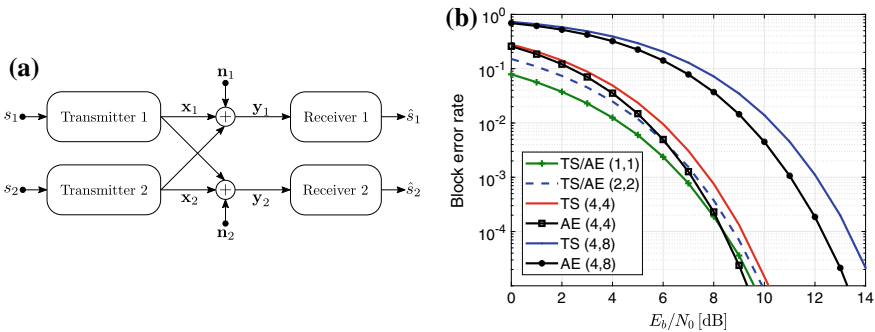 (a)
n₁
s₁ Transmitter 1 x₁ + y₁ Receiver 1 ŝ₁
s₂ Transmitter 2 x₂ + y₂ Receiver 2 ŝ₂
n₂
(b)
Block error rate
10⁰
10⁻¹
10⁻²
10⁻³
10⁻⁴
TS/AE (1,1)
TS/AE (2,2)
TS (4,4)
AE (4,4)
TS (4,8)
AE (4,8)
0 2 4 6 8 10 12 14
E_b/N₀ [dB]